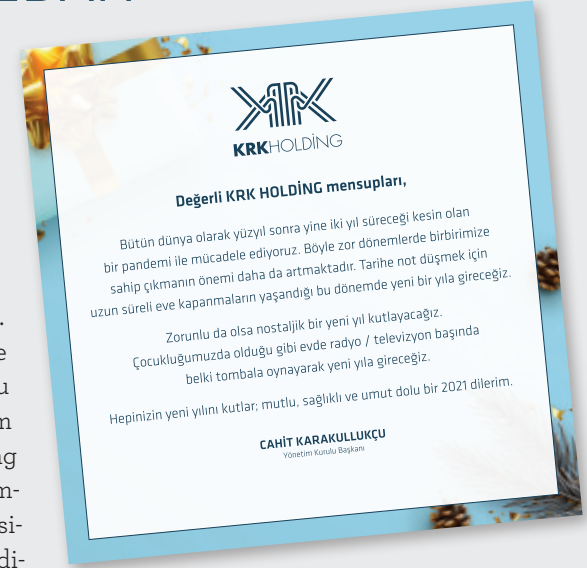 KRKHOLDİNG
Değerli KRK HOLDİNG mensupları,
Bütün dünya olarak yüzyıl sonra yine iki yıl süreceği kesin olan
bir pandemi ile mücadele ediyoruz. Böyle zor dönemlerde birbirimize
sahip çıkmanın önemi daha da artmaktadır. Tarihe not düşmek için
uzun süreli eve kapanmaların yaşandığı bu dönemde yeni bir yıla gireceğiz.
Zorunlu da olsa nostaljik bir yeni yıl kutlayacağız.
Çocukluğumuzda olduğu gibi evde radyo / televizyon başında
belki tombala oynayarak yeni yıla gireceğiz.
Hepinizin yeni yılını kutlar; mutlu, sağlıklı ve umut dolu bir 2021 dilerim.
CAHİT KARAKULLUKÇU
Yönetim Kurulu Başkanı